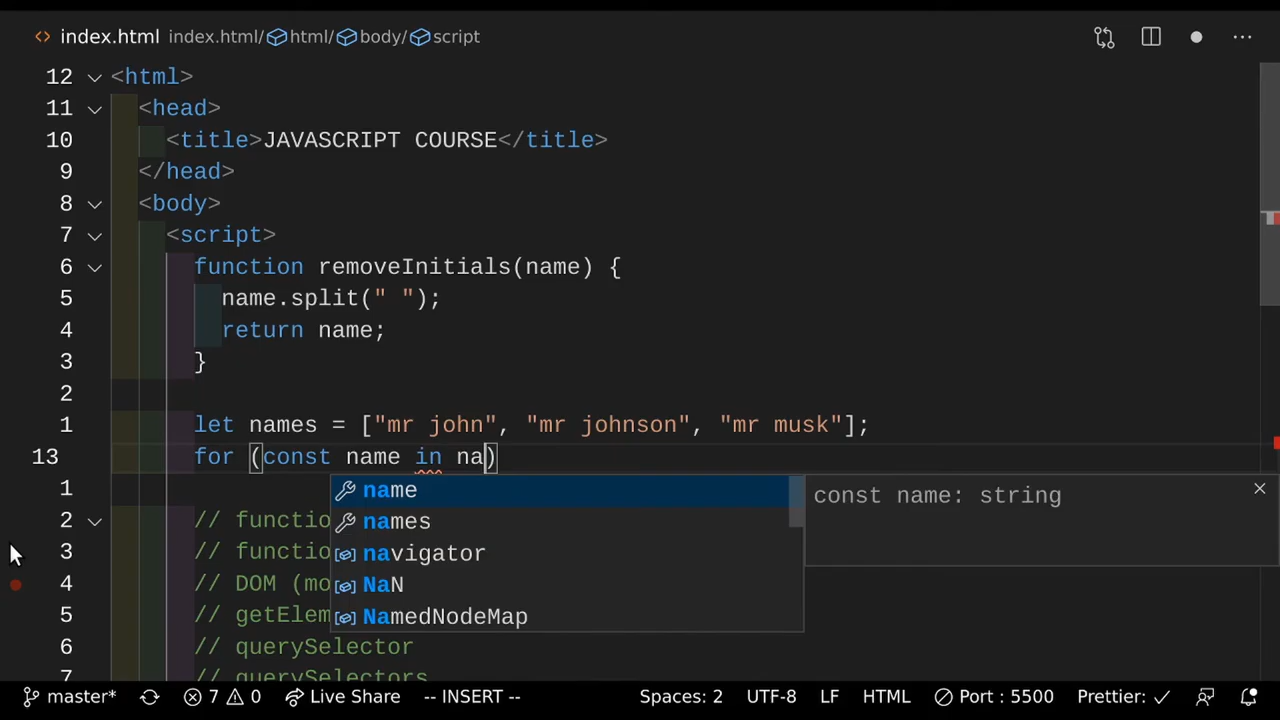 index.html index.html/html/body/script
12 <html>
11 <head>
10 <title>JAVASCRIPT COURSE</title>
9 </head>
8 <body>
7 <script>
6 function removeInitials(name) {
5 name.split(" ");
4 return name;
3 }
2
1 let names = ["mr john", "mr johnson", "mr musk"];
13 for (const name in na)
1 name const name: string
names
2 // functio
navigator
3 // functio
NaN
4 // DOM (mo
NamedNodeMap
5 // getElem
6 // querySelector
7 // querySelectors
master* 7 0 Live Share -- INSERT -- Spaces: 2 UTF-8 LF HTML Port : 5500 Prettier: